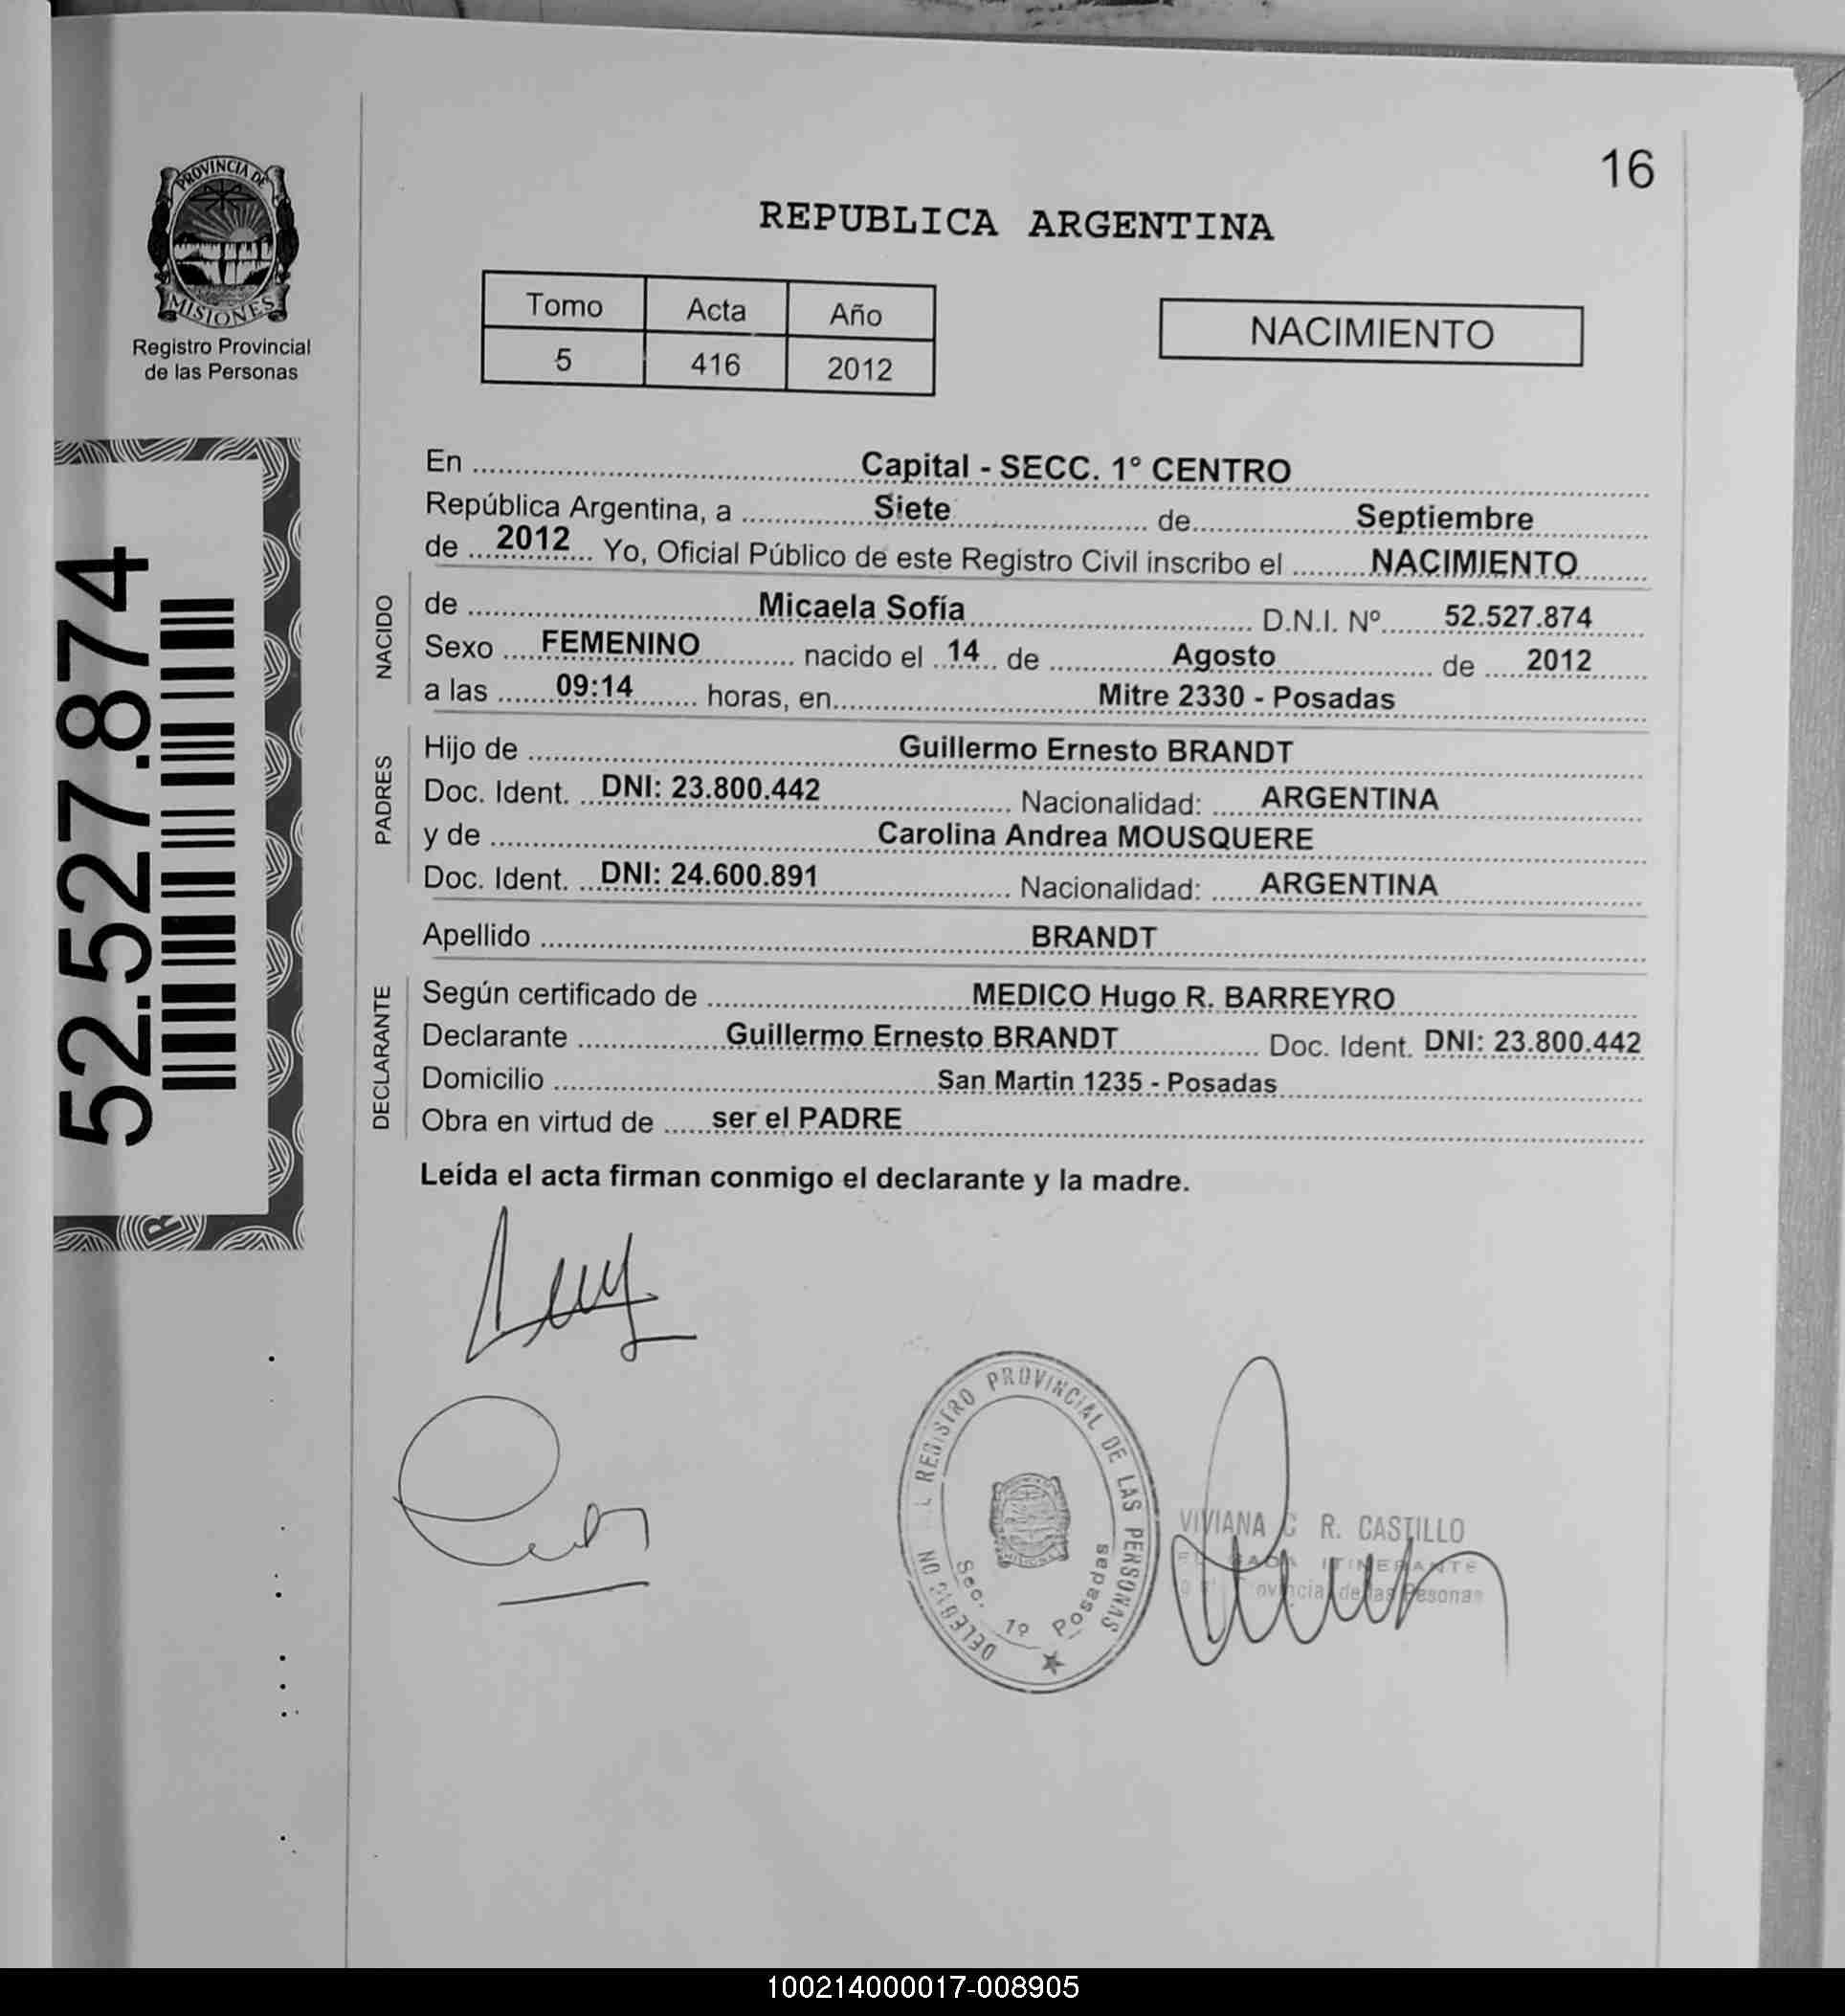 16
PROVINCIA DE
MISIONES
Registro Provincial
de las Personas
REPUBLICA ARGENTINA
Tomo Acta Año
5 416 2012
NACIMIENTO
52.527.874
En Capital - SECC. 1° CENTRO
República Argentina, a Siete de Septiembre
de 2012 Yo, Oficial Público de este Registro Civil inscribo el NACIMIENTO
NACIDO
de Micaela Sofía D.N.I. Nº 52.527.874
Sexo FEMENINO nacido el 14 de Agosto de 2012
a las 09:14 horas, en Mitre 2330 - Posadas
PADRES
Hijo de Guillermo Ernesto BRANDT
Doc. Ident. DNI: 23.800.442 Nacionalidad: ARGENTINA
y de Carolina Andrea MOUSQUERE
Doc. Ident. DNI: 24.600.891 Nacionalidad: ARGENTINA
Apellido BRANDT
DECLARANTE
Según certificado de MEDICO Hugo R. BARREYRO
Declarante Guillermo Ernesto BRANDT Doc. Ident. DNI: 23.800.442
Domicilio San Martin 1235 - Posadas
Obra en virtud de ser el PADRE
Leída el acta firman conmigo el declarante y la madre.
REGISTRO PROVINCIAL DE LAS PERSONAS
Sec. 1º Posadas
VIVIANA C R. CASTILLO
ITINERANTE
de las Pesonas
100214000017-008905